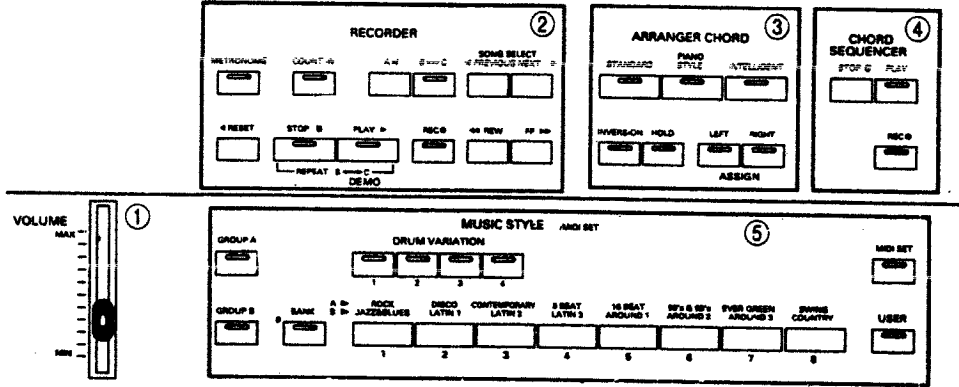 RECORDER
②
METRONOME
COUNT IN
SONG SELECT
PREVIOUS NEXT
◄ RESET
STOP
PLAY ►
REC
◄◄ REW
FF ►►
REPEAT B C
DEMO
③
ARRANGER CHORD
STANDARD
PIANO STYLE
INTELLIGENT
INVERSION
HOLD
LEFT
RIGHT
ASSIGN
④
CHORD
SEQUENCER
STOP
PLAY
REC
VOLUME
①
MAX
MIN
MUSIC STYLE /MIDI SET
⑤
GROUP A
DRUM VARIATION
MIDI SET
1 2 3 4
GROUP B
BANK
A ROCK DISCO CONTEMPORARY 8 BEAT 16 BEAT 50's & 60's EVER GREEN SWING
B JAZZ&BLUES LATIN 1 LATIN 2 LATIN 3 AROUND 1 AROUND 2 AROUND 3 COUNTRY
USER
1 2 3 4 5 6 7 8